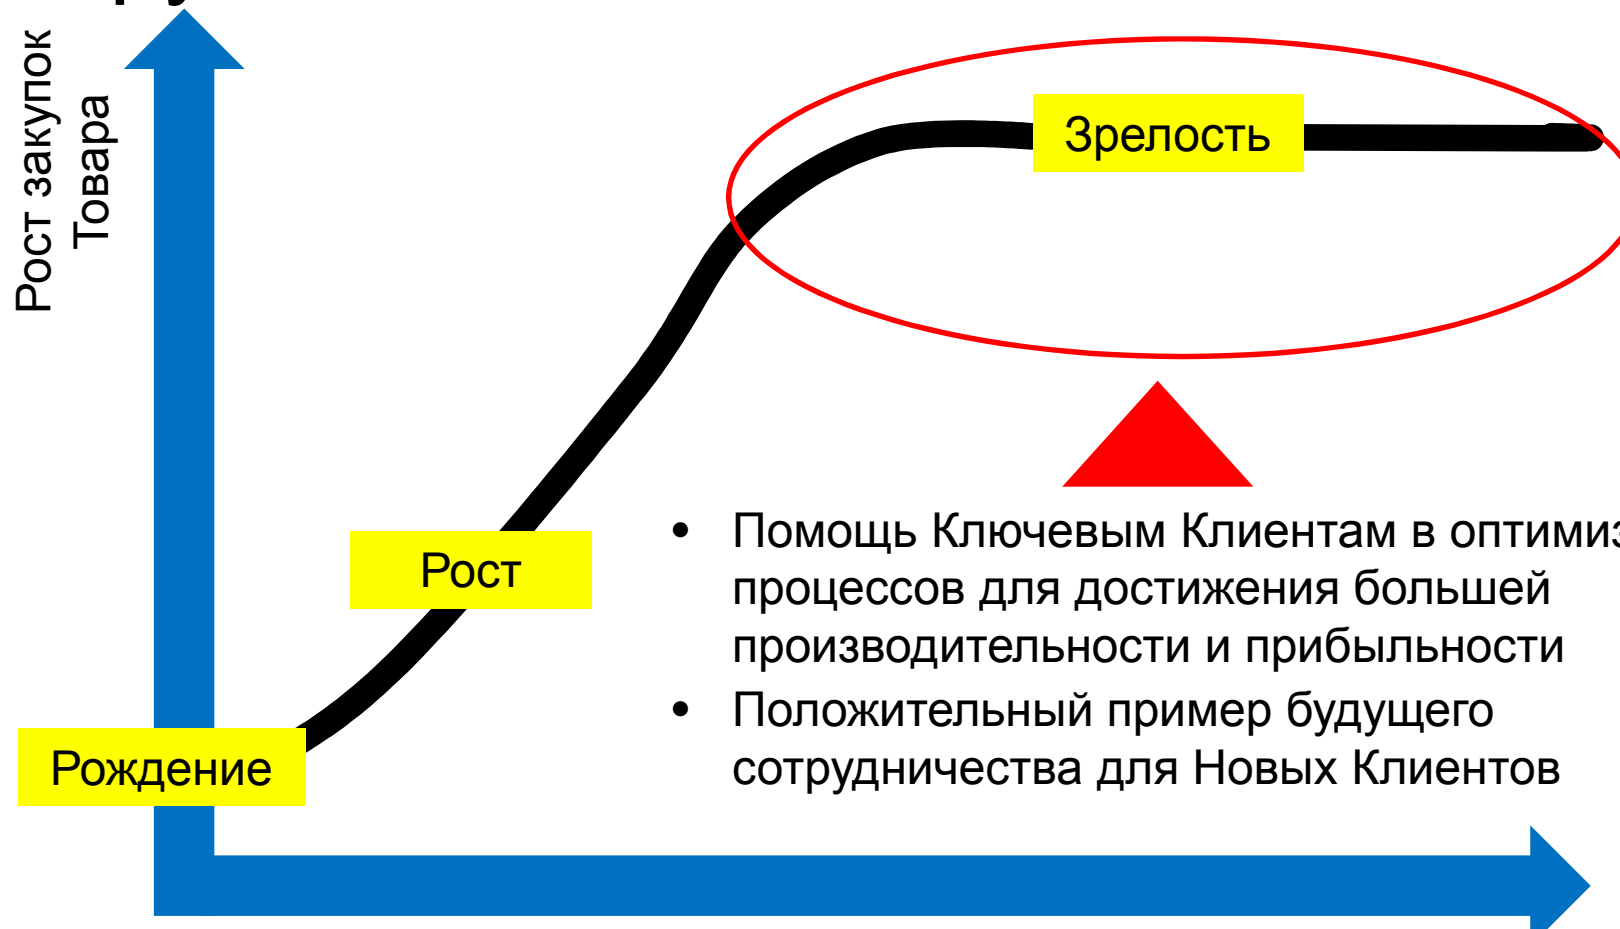 Рост закупок
Товара
Зрелость
Рост
Рождение
• Помощь Ключевым Клиентам в
процессов для достижения большей
производительности и прибыльности
• Положительный пример будущего
сотрудничества для Новых Клиентов